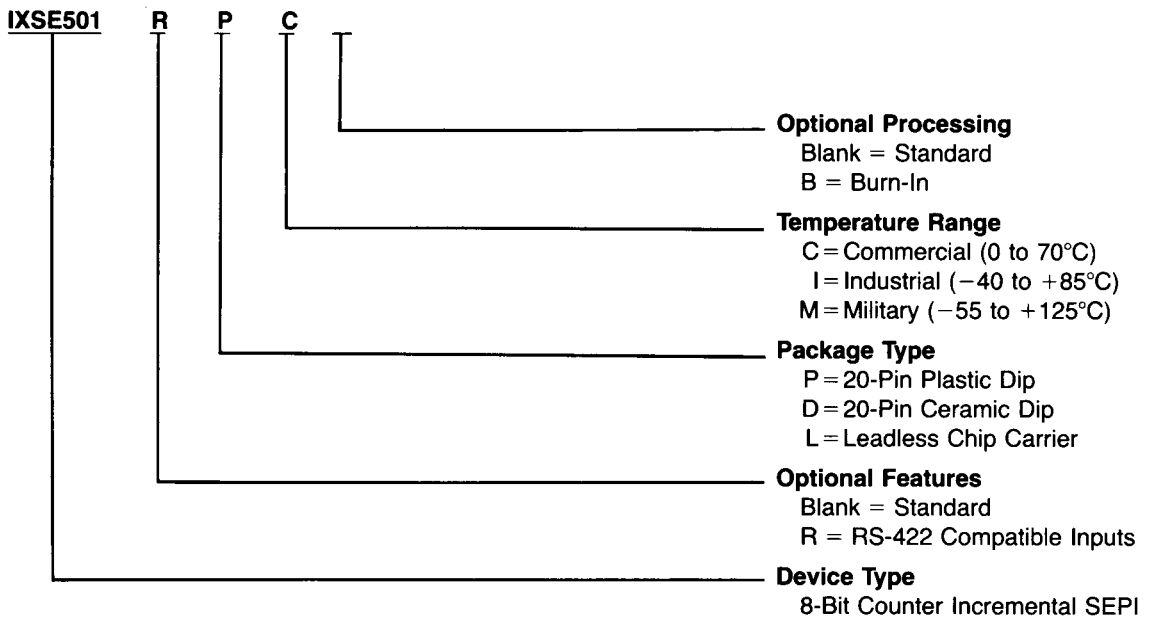 IXSE501 R P C
Optional Processing
Blank = Standard
B = Burn-In
Temperature Range
C = Commercial (0 to 70°C)
I = Industrial (−40 to +85°C)
M = Military (−55 to +125°C)
Package Type
P = 20-Pin Plastic Dip
D = 20-Pin Ceramic Dip
L = Leadless Chip Carrier
Optional Features
Blank = Standard
R = RS-422 Compatible Inputs
Device Type
8-Bit Counter Incremental SEPI